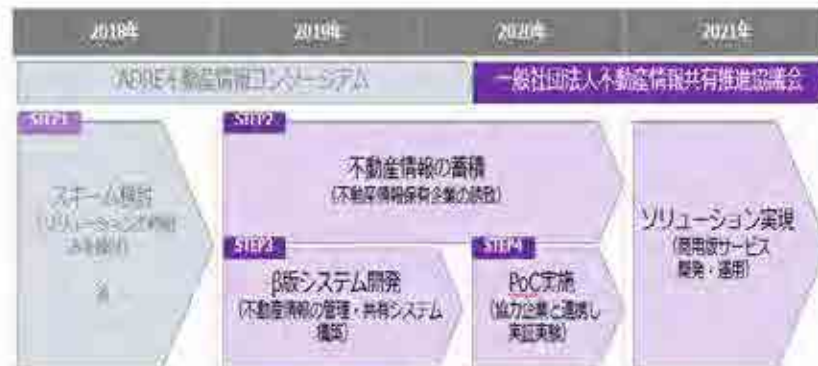 2018年
2019年
2020年
2021年
ADRE不動産情報コンソーシアム
一般社団法人不動産情報共有推進協議会
STEP1
スキーム検討
STEP2
不動産情報の蓄積
(不動産情報保有企業の誘致)
STEP3
β版システム開発
(不動産情報の管理・共有システム
構築)
STEP4
PoC実施
(協力企業と連携し
実証実験)
ソリューション実現
(商用版サービス
開発・運用)